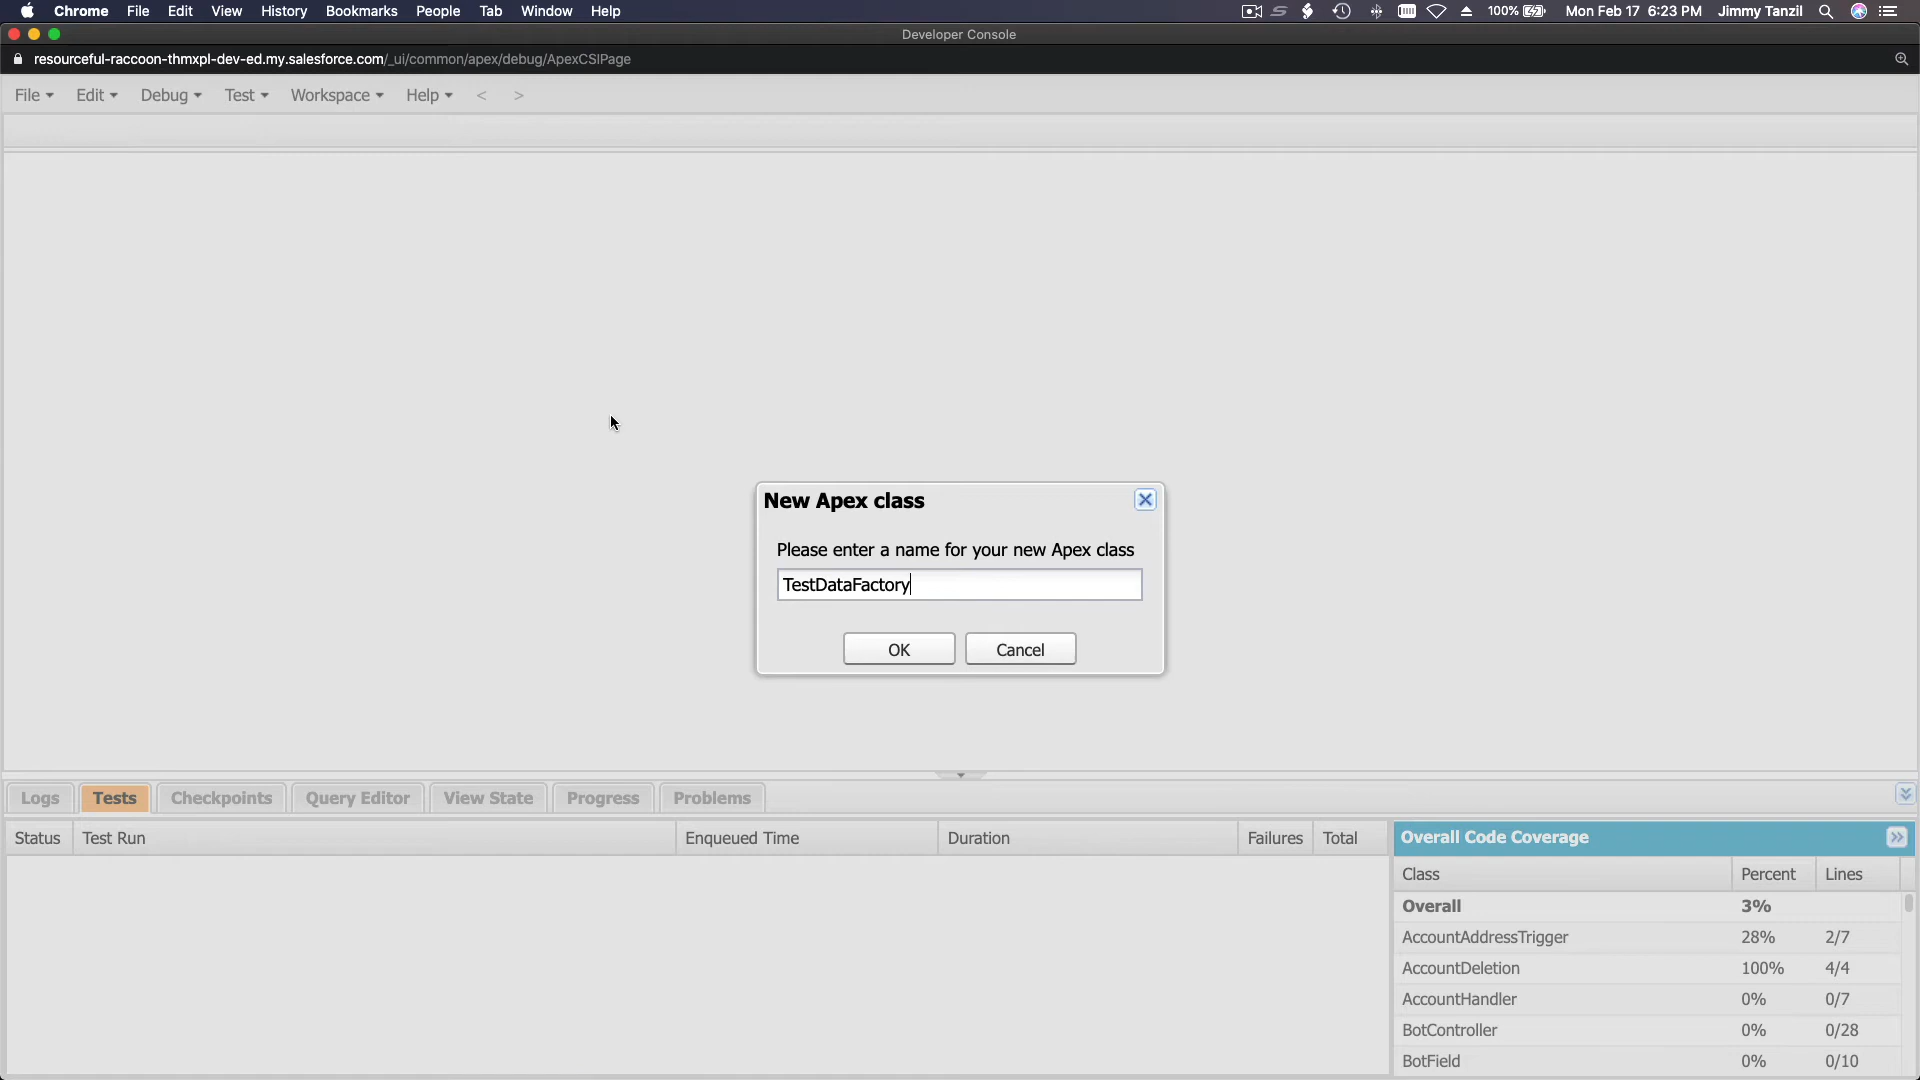 Chrome File Edit View History Bookmarks People Tab Window Help 100% Mon Feb 17 6:23 PM Jimmy Tanzil
Developer Console
resourceful-raccoon-thmxpl-dev-ed.my.salesforce.com/_ui/common/apex/debug/ApexCSIPage
File Edit Debug Test Workspace Help < >
New Apex class
Please enter a name for your new Apex class
TestDataFactory
OK Cancel
Logs Tests Checkpoints Query Editor View State Progress Problems
Status Test Run Enqueued Time Duration Failures Total
Overall Code Coverage
Class Percent Lines
Overall 3%
AccountAddressTrigger 28% 2/7
AccountDeletion 100% 4/4
AccountHandler 0% 0/7
BotController 0% 0/28
BotField 0% 0/10